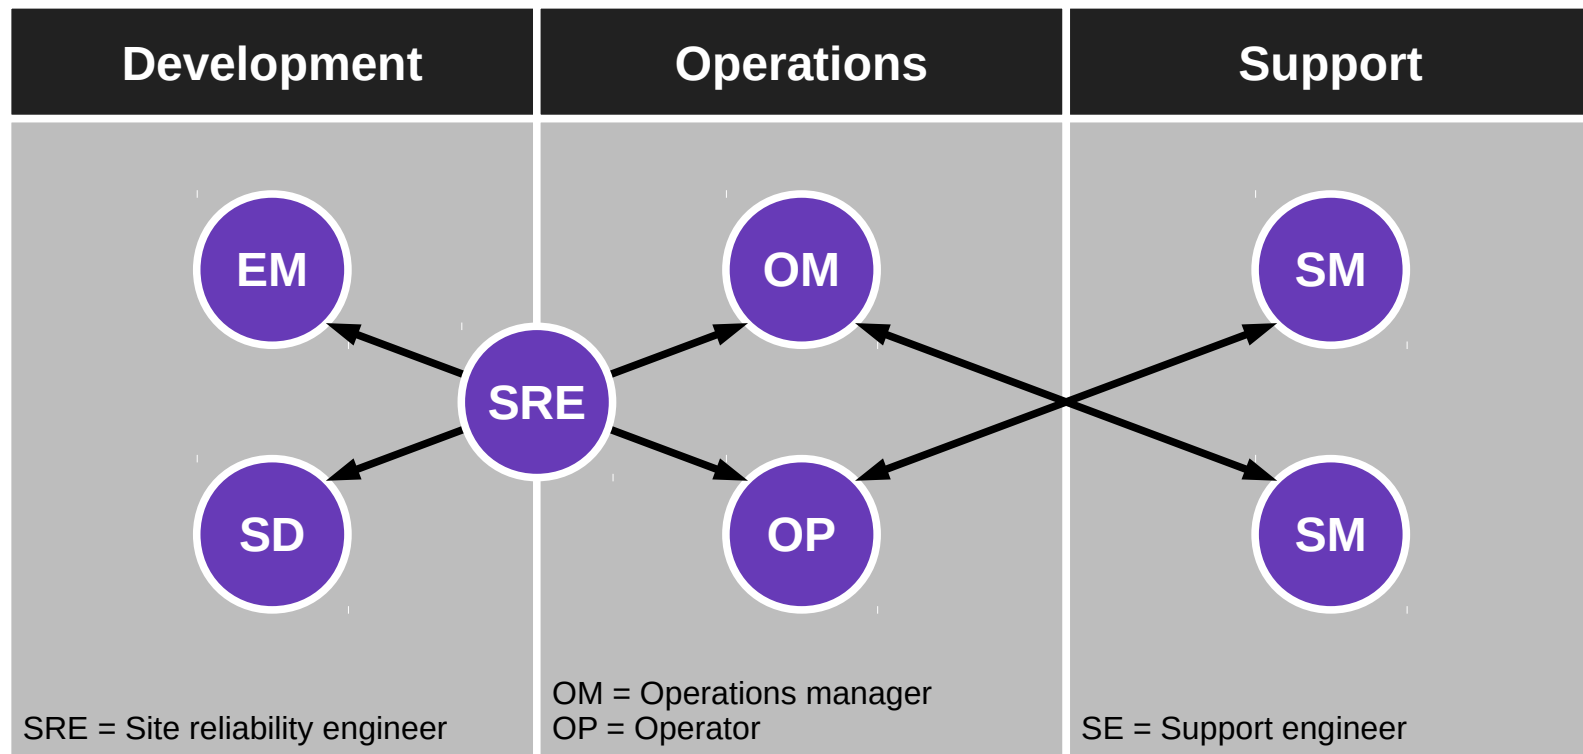 Development
Operations
Support
EM
OM
SM
SRE
SD
OP
SM
SRE = Site reliability engineer
OM = Operations manager
OP = Operator
SE = Support engineer